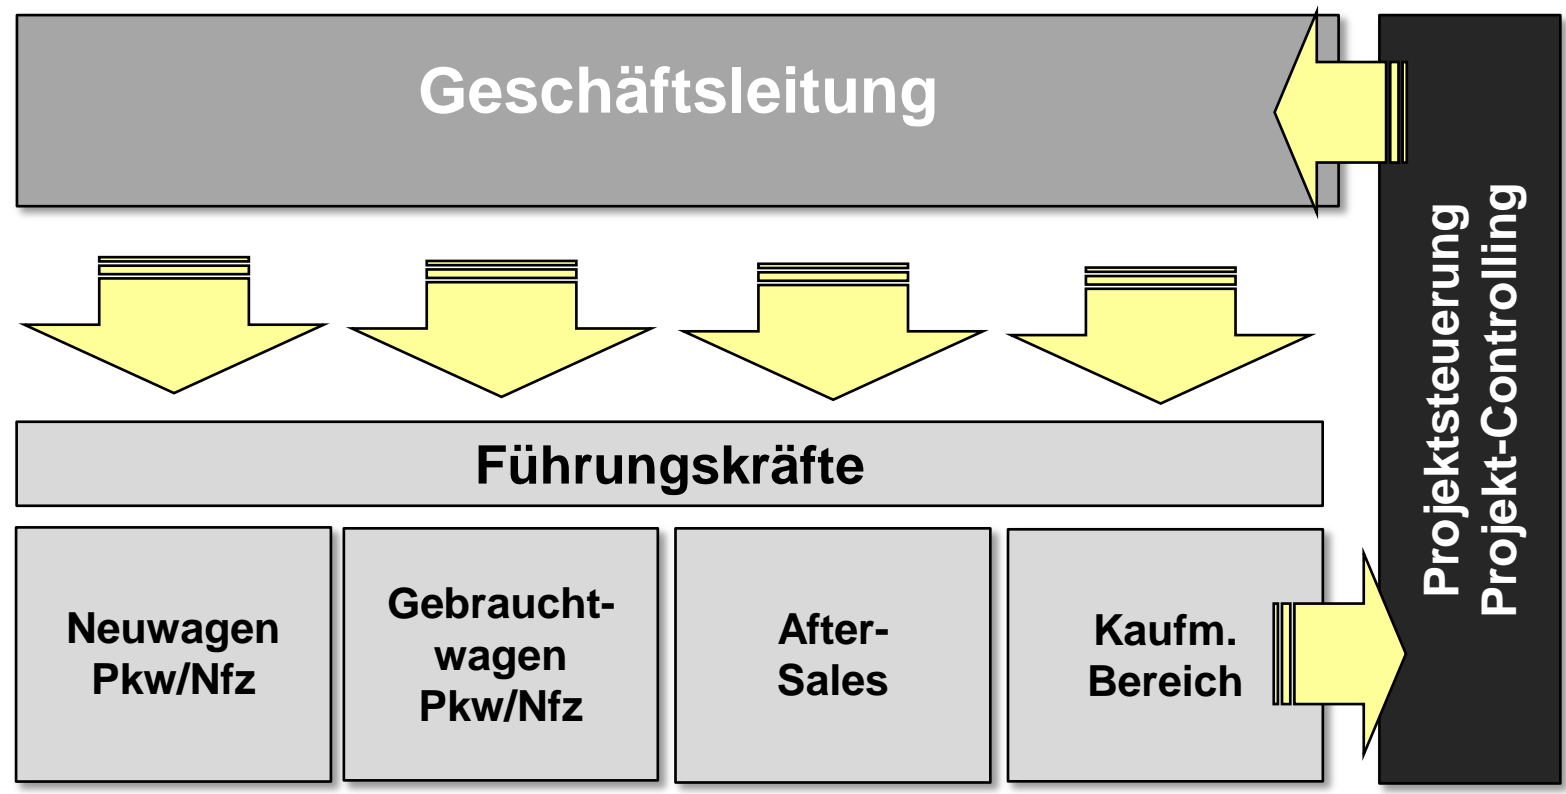 Geschäftsleitung
Führungskräfte
Neuwagen
Pkw/Nfz
Gebraucht-
wagen
Pkw/Nfz
After-
Sales
Kaufm.
Bereich
Projektsteuerung
Projekt-Controlling